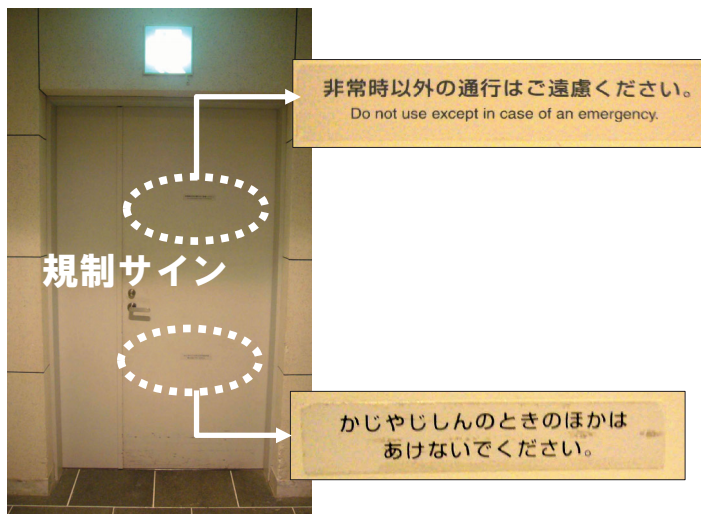 非常時以外の通行はご遠慮ください。
Do not use except in case of an emergency.
規制サイン
かじやじしんのときのほかは
あけないでください。